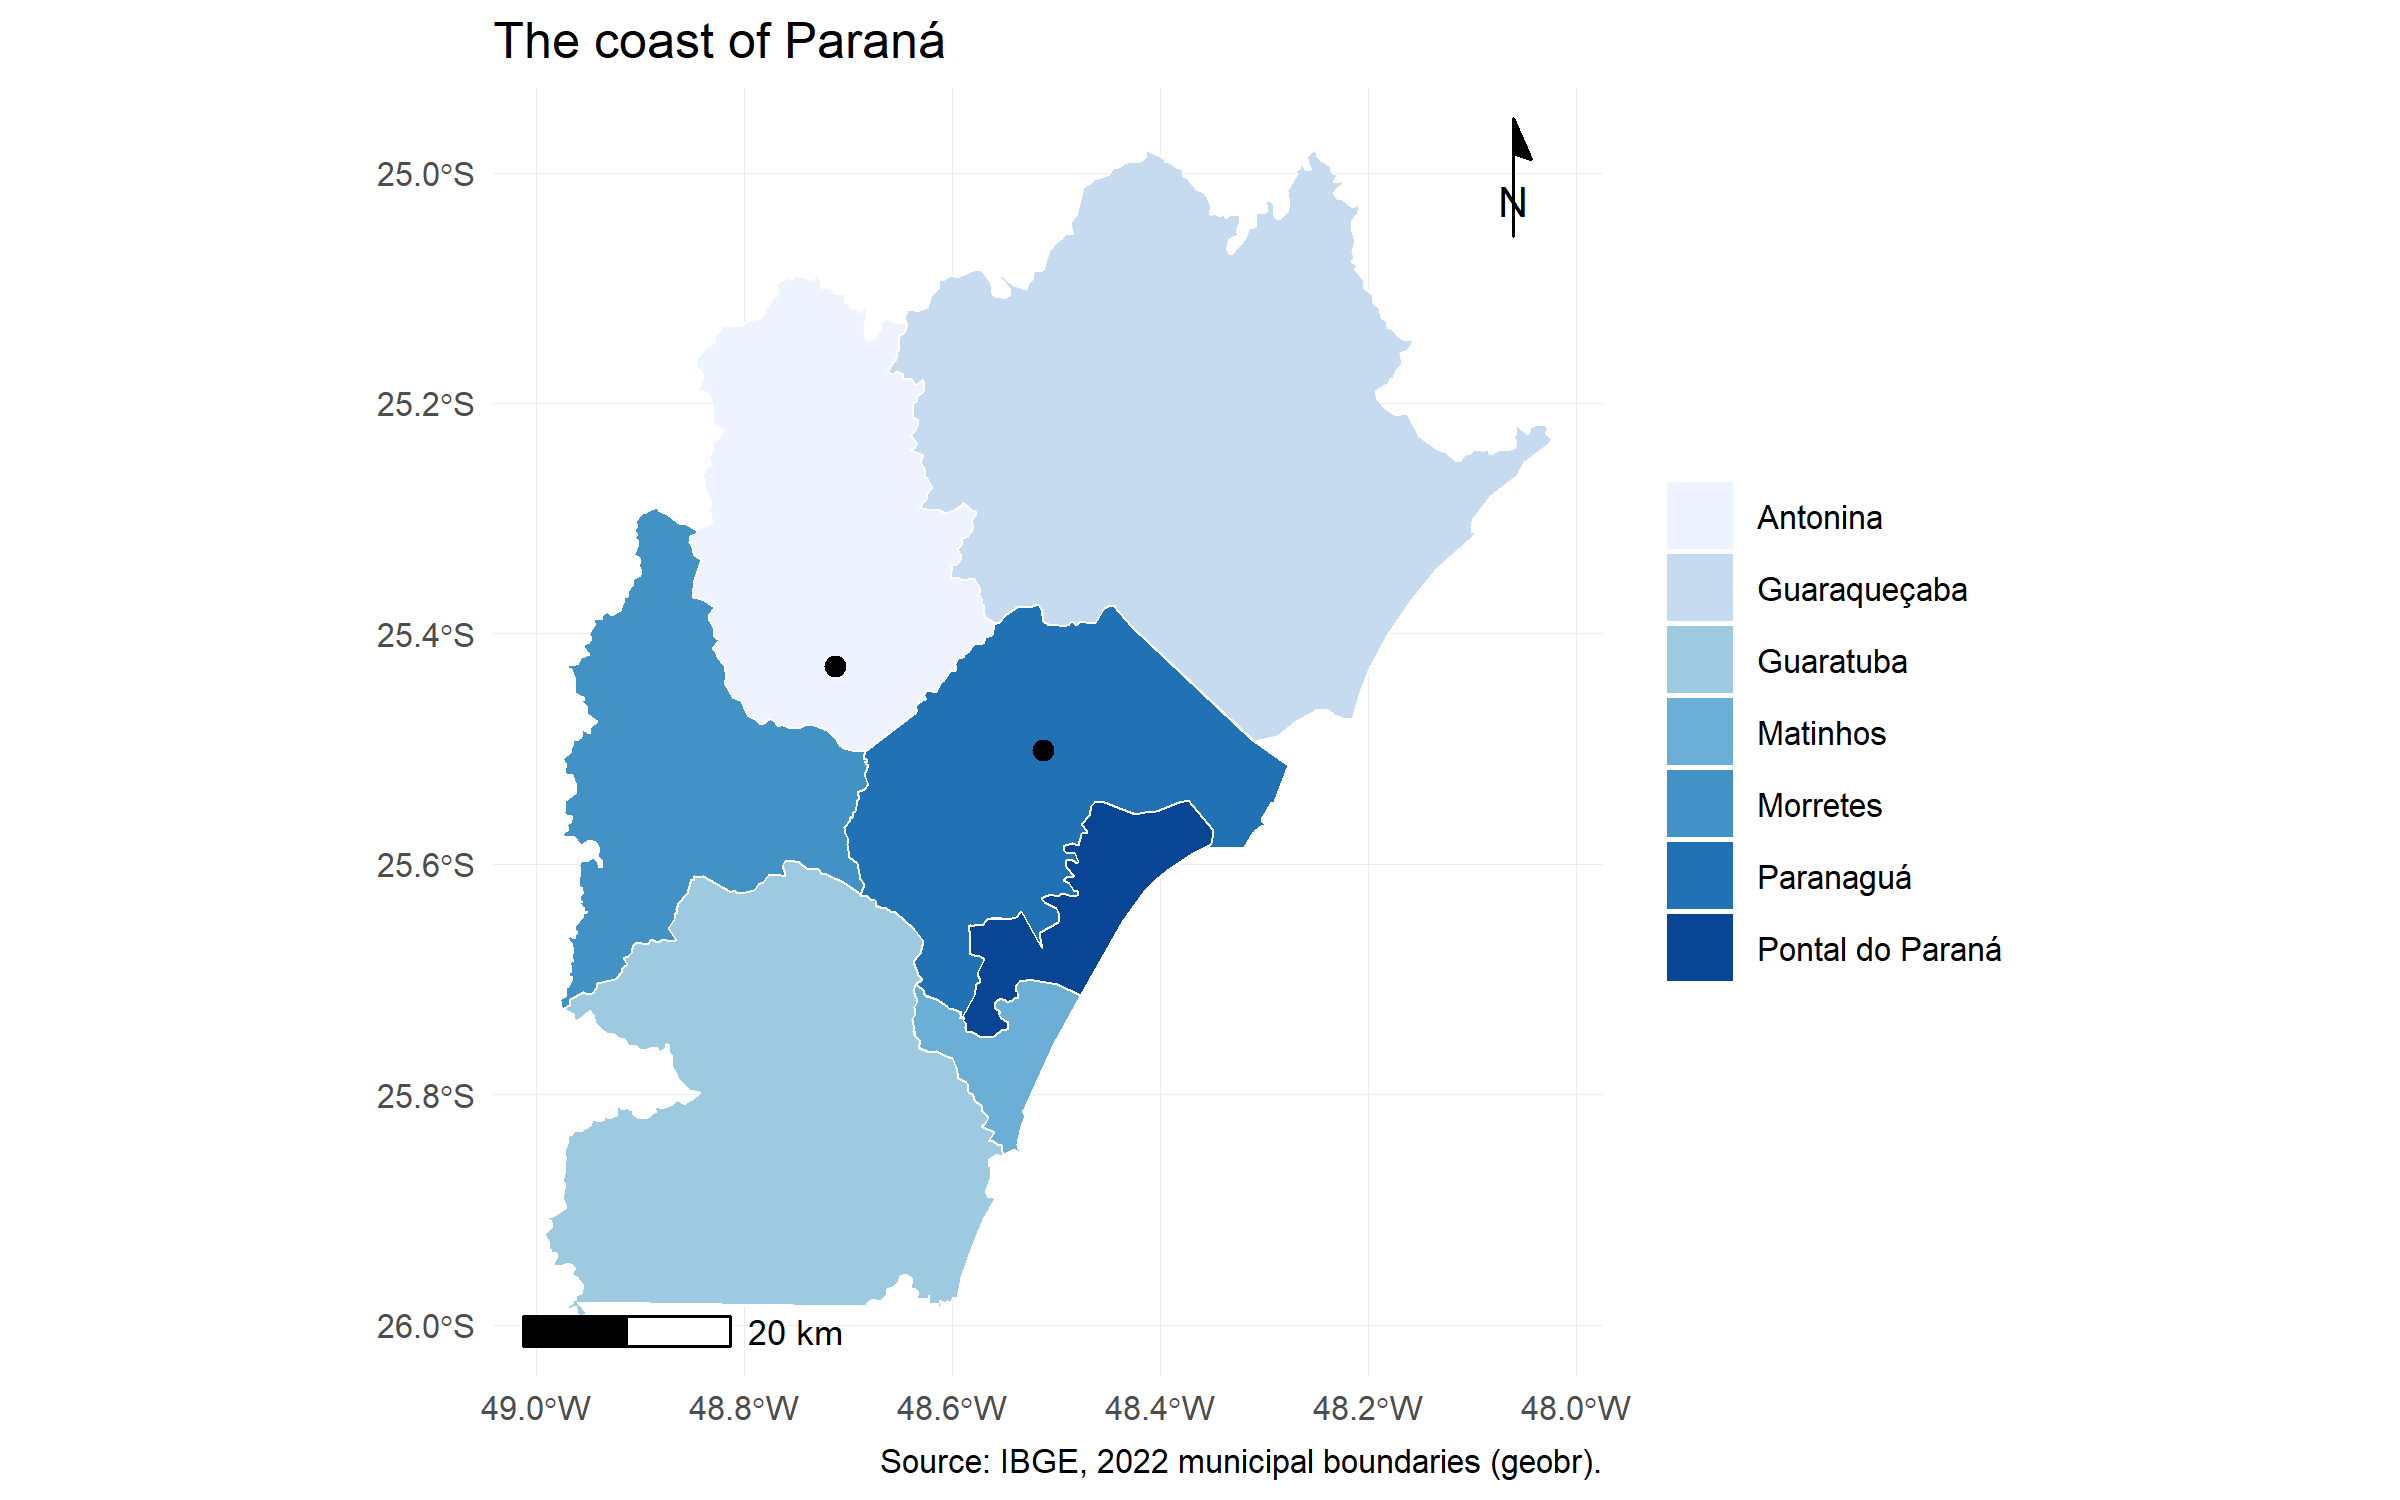 The coast of Paraná
N
25.0°S
25.2°S
25.4°S
25.6°S
25.8°S
26.0°S
20 km
49.0°W 48.8°W 48.6°W 48.4°W 48.2°W 48.0°W
Antonina
Guaraqueçaba
Guaratuba
Matinhos
Morretes
Paranaguá
Pontal do Paraná
Source: IBGE, 2022 municipal boundaries (geobr).